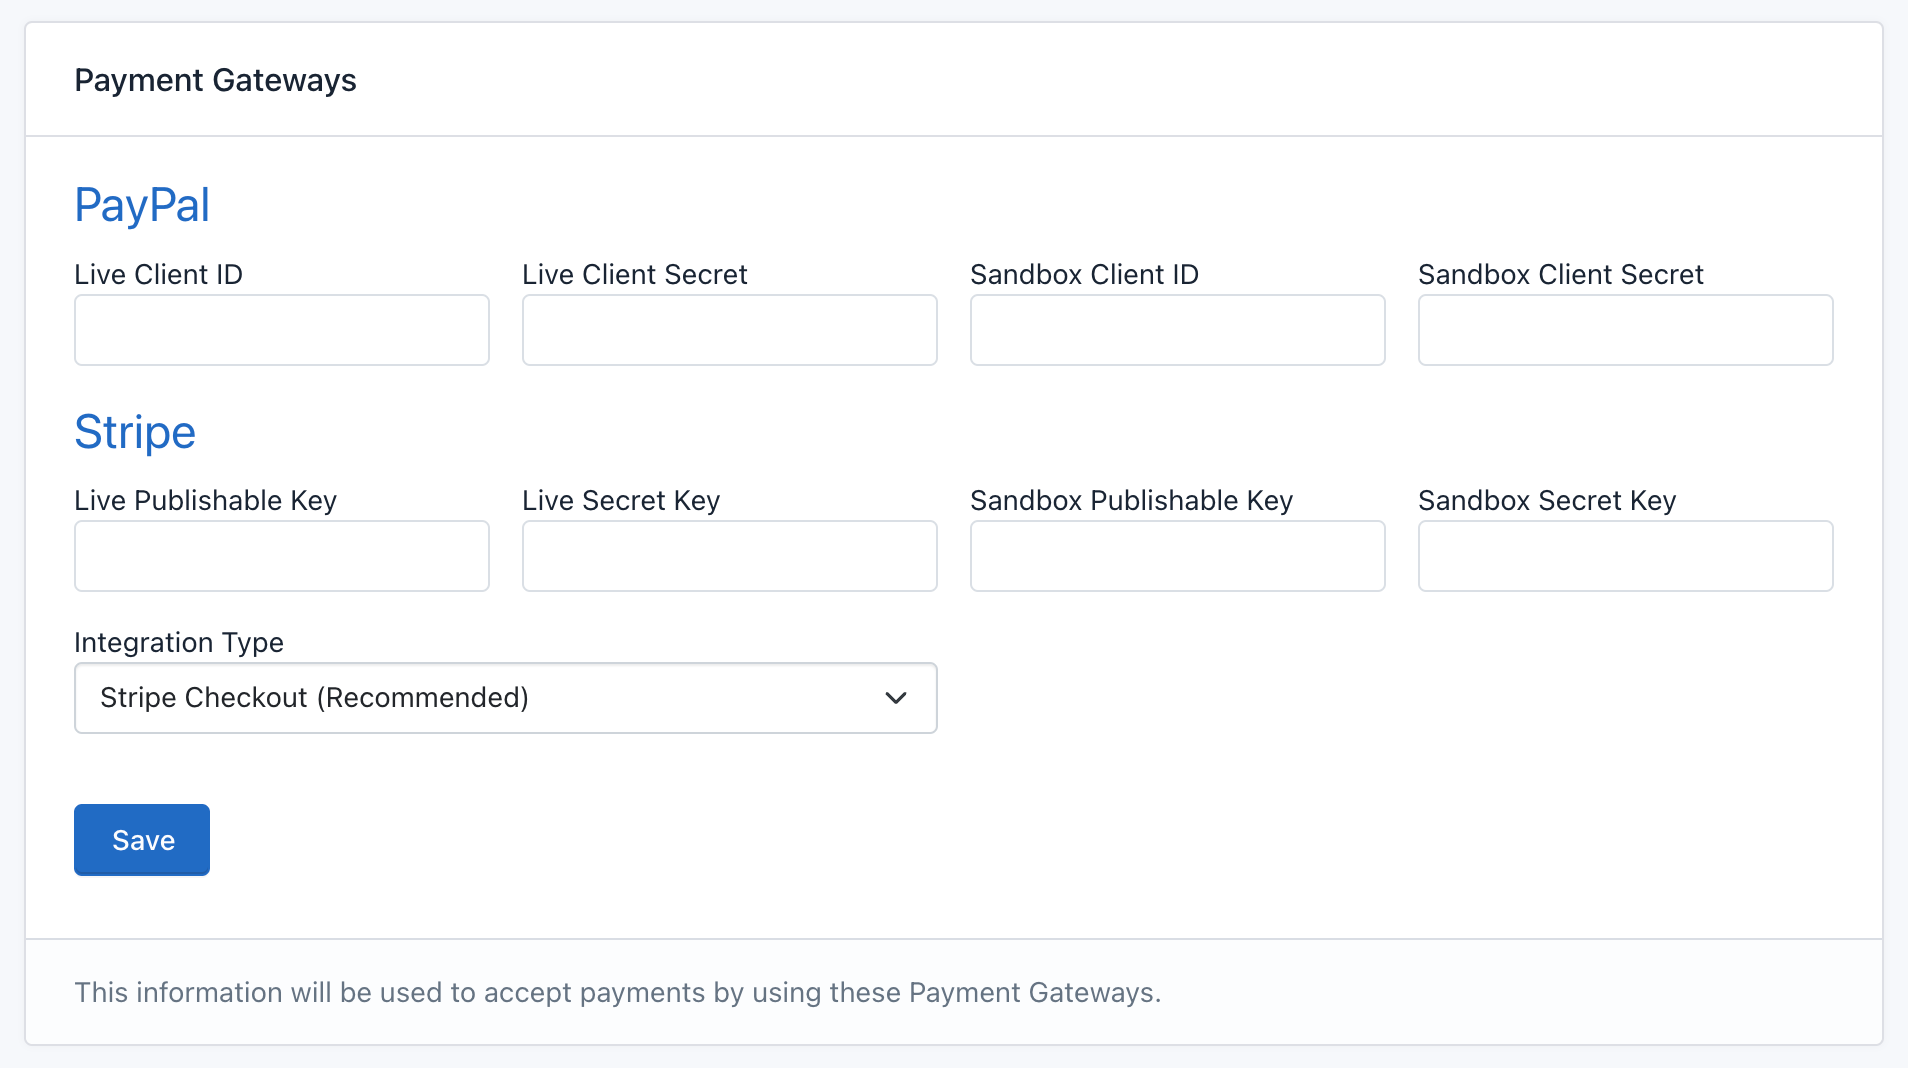 Payment Gateways
PayPal
Live Client ID
Live Client Secret
Sandbox Client ID
Sandbox Client Secret
Stripe
Live Publishable Key
Live Secret Key
Sandbox Publishable Key
Sandbox Secret Key
Integration Type
Stripe Checkout (Recommended)
Save
This information will be used to accept payments by using these Payment Gateways.